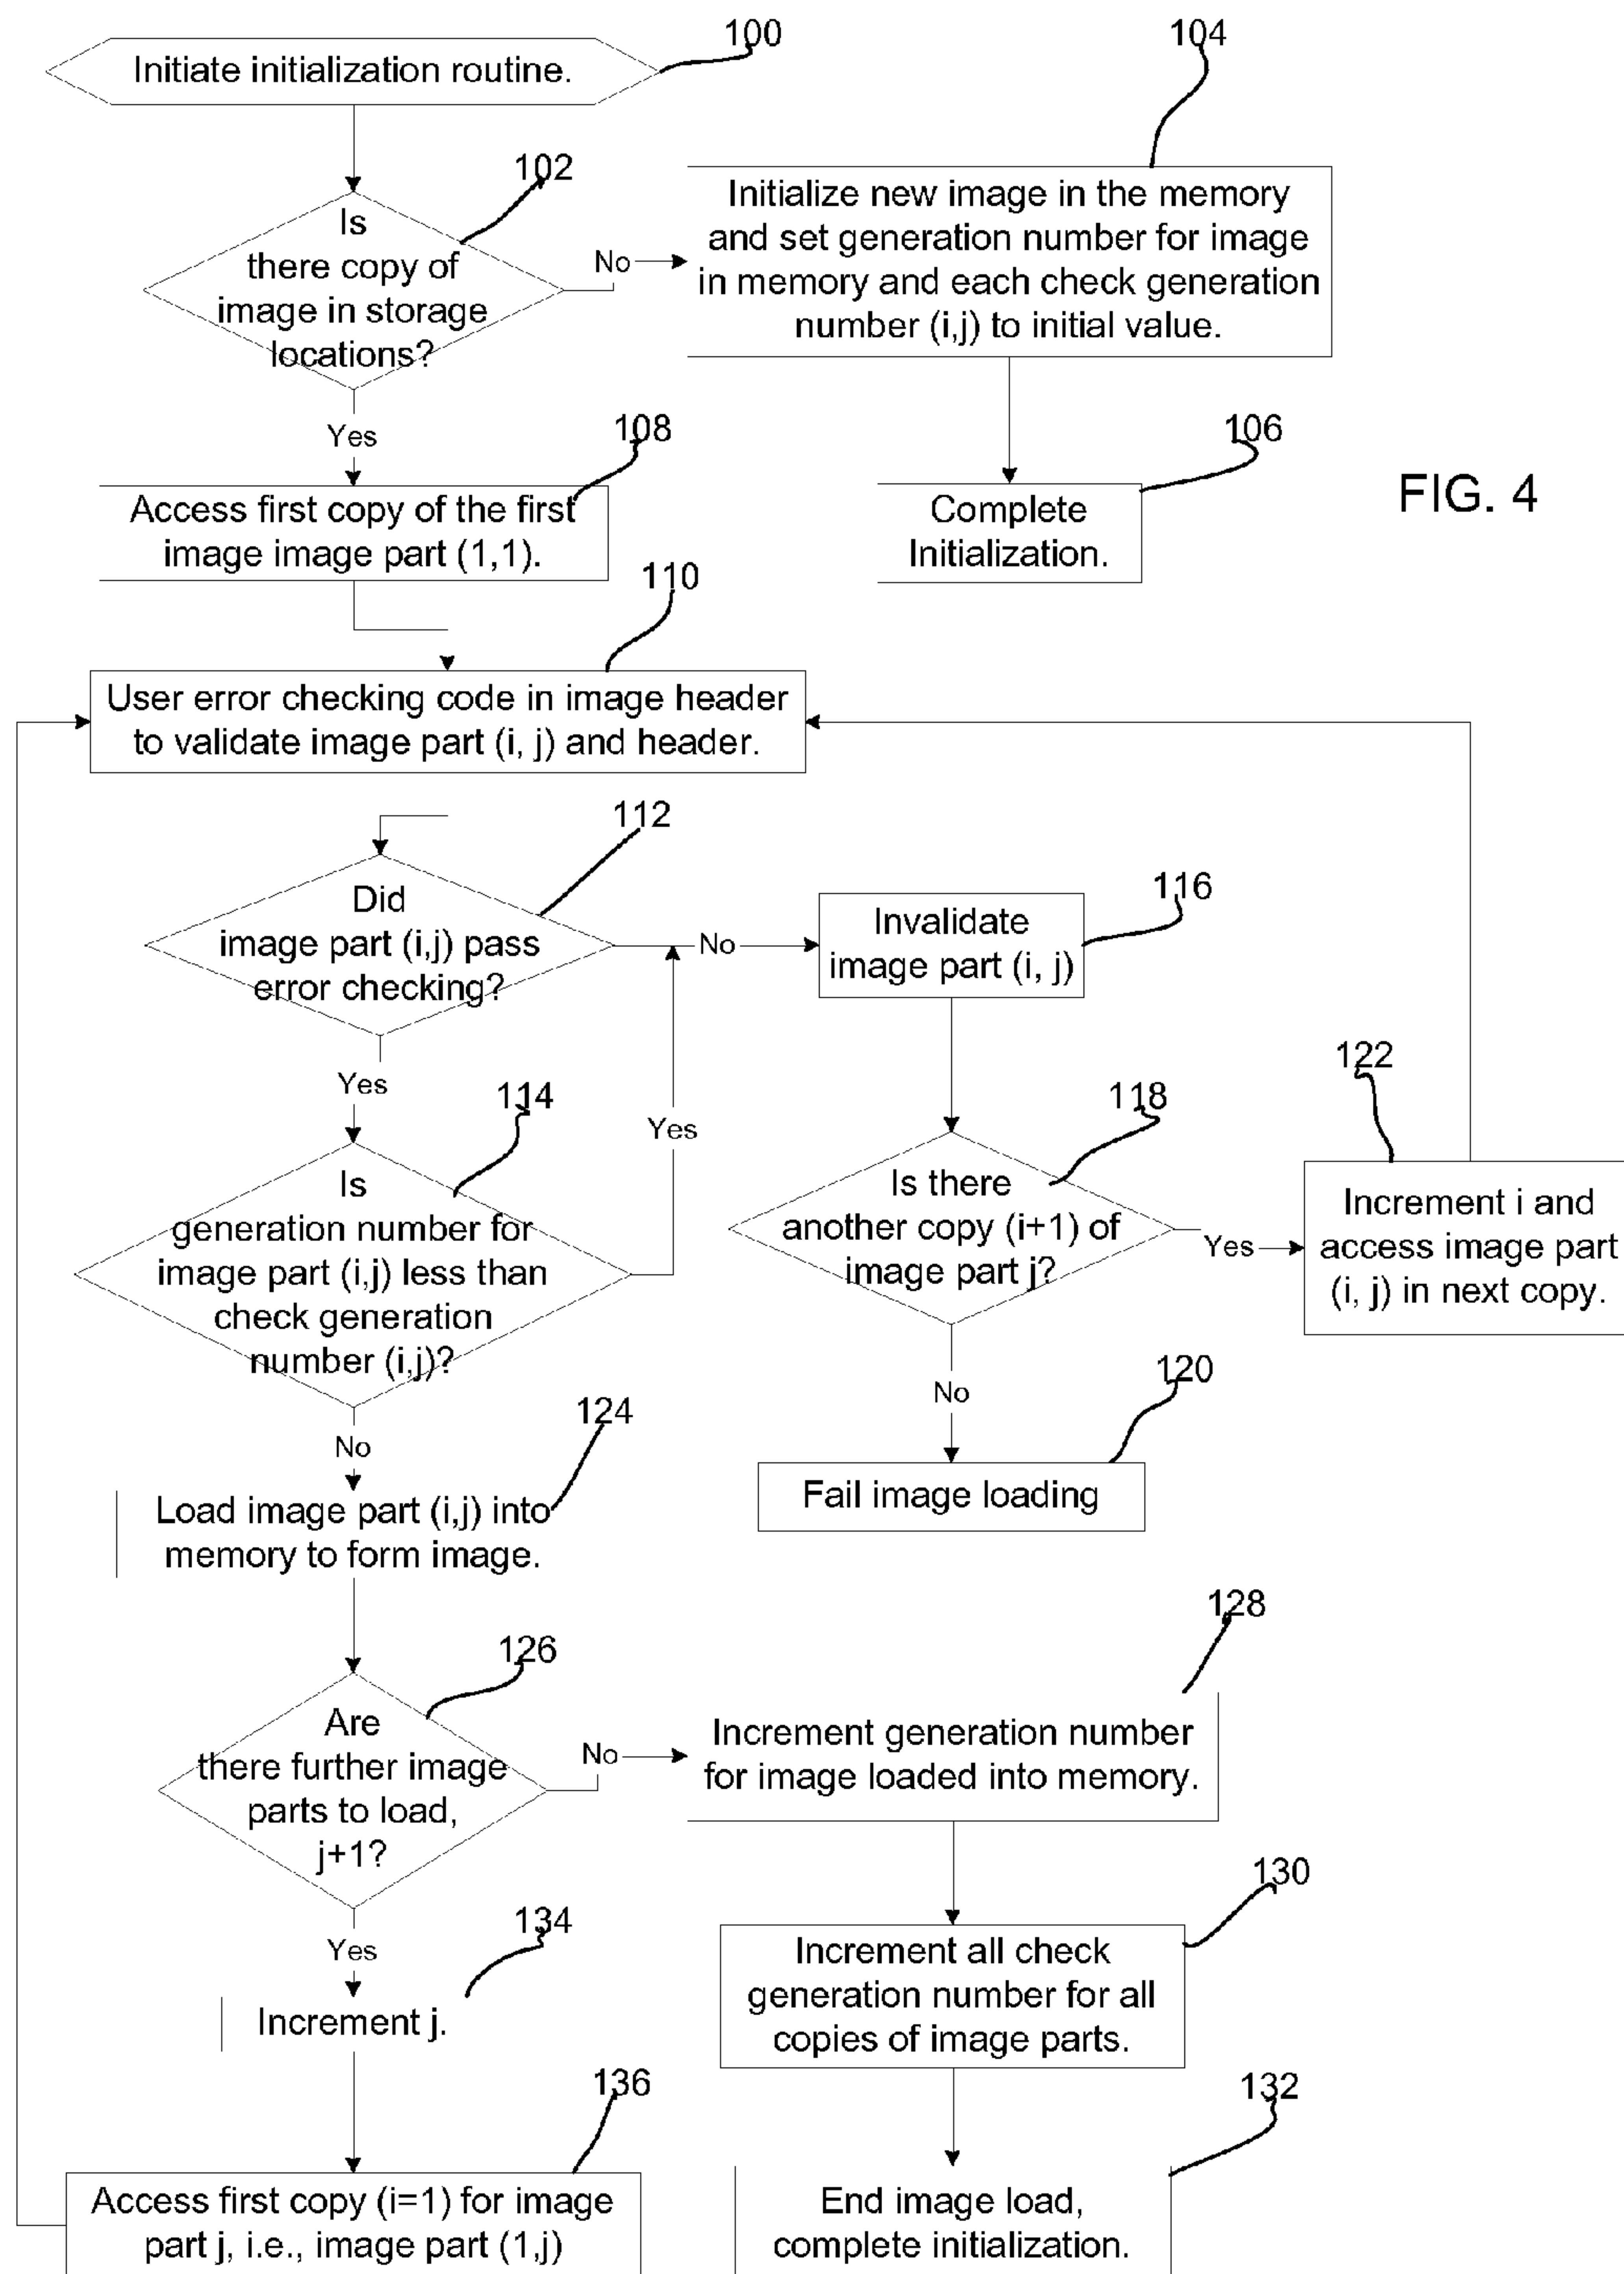 100
Initiate initialization routine.
104
102
Is
there copy of
image in storage
locations?
No
Initialize new image in the memory
and set generation number for image
in memory and each check generation
number (i,j) to initial value.
Yes
108
106
Access first copy of the first
image image part (1,1).
Complete
Initialization.
FIG. 4
110
User error checking code in image header
to validate image part (i, j) and header.
112
Did
image part (i,j) pass
error checking?
No
116
Invalidate
image part (i, j)
Yes
114
Is
generation number for
image part (i,j) less than
check generation
number (i,j)?
Yes
118
Is there
another copy (i+1) of
image part j?
Yes
122
Increment i and
access image part
(i, j) in next copy.
No
120
Fail image loading
No
124
Load image part (i,j) into
memory to form image.
126
Are
there further image
parts to load,
j+1?
No
128
Increment generation number
for image loaded into memory.
130
Increment all check
generation number for all
copies of image parts.
Yes
134
Increment j.
136
Access first copy (i=1) for image
part j, i.e., image part (1,j)
132
End image load,
complete initialization.